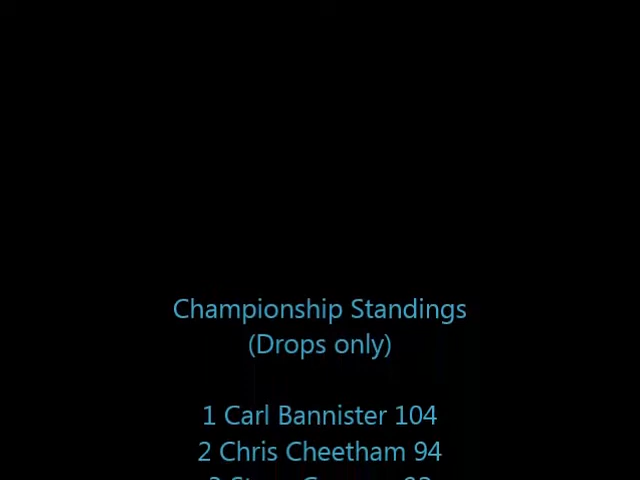 Championship Standings
(Drops only)
1 Carl Bannister 104
2 Chris Cheetham 94